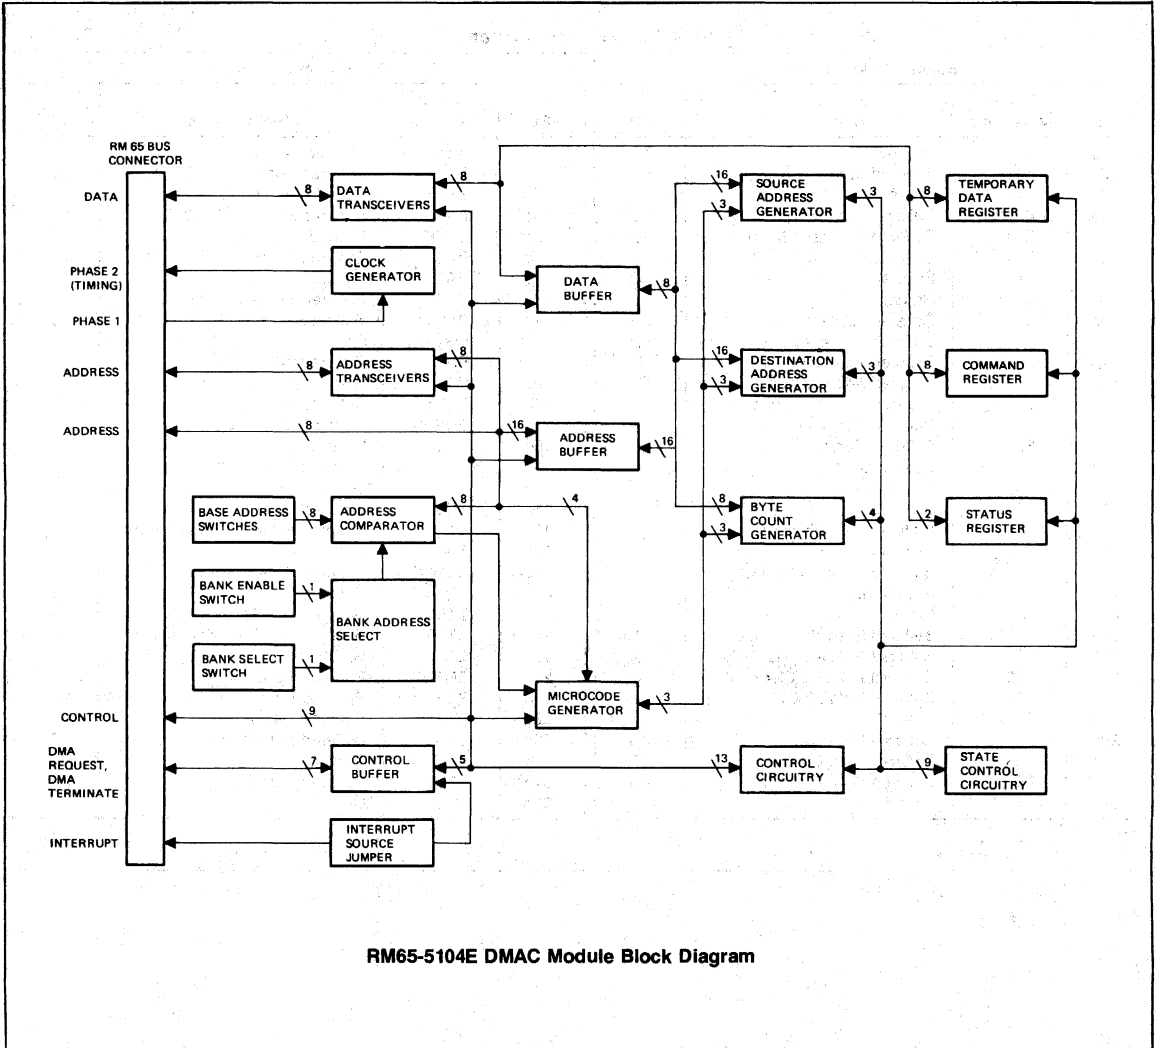 RM 65 BUS
CONNECTOR
DATA
8
DATA
TRANSCEIVERS
8
16
SOURCE
ADDRESS
GENERATOR
3
3
8
TEMPORARY
DATA
REGISTER
PHASE 2
(TIMING)
CLOCK
GENERATOR
DATA
BUFFER
8
PHASE 1
ADDRESS
8
ADDRESS
TRANSCEIVERS
8
16
DESTINATION
ADDRESS
GENERATOR
3
3
8
COMMAND
REGISTER
ADDRESS
8
16
ADDRESS
BUFFER
16
BASE ADDRESS
SWITCHES
8
ADDRESS
COMPARATOR
8
4
8
BYTE
COUNT
GENERATOR
3
4
2
STATUS
REGISTER
BANK ENABLE
SWITCH
1
BANK ADDRESS
SELECT
BANK SELECT
SWITCH
1
MICROCODE
GENERATOR
3
CONTROL
9
DMA
REQUEST,
DMA
TERMINATE
7
CONTROL
BUFFER
5
13
CONTROL
CIRCUITRY
9
STATE
CONTROL
CIRCUITRY
INTERRUPT
INTERRUPT
SOURCE
JUMPER
RM65-5104E DMAC Module Block Diagram